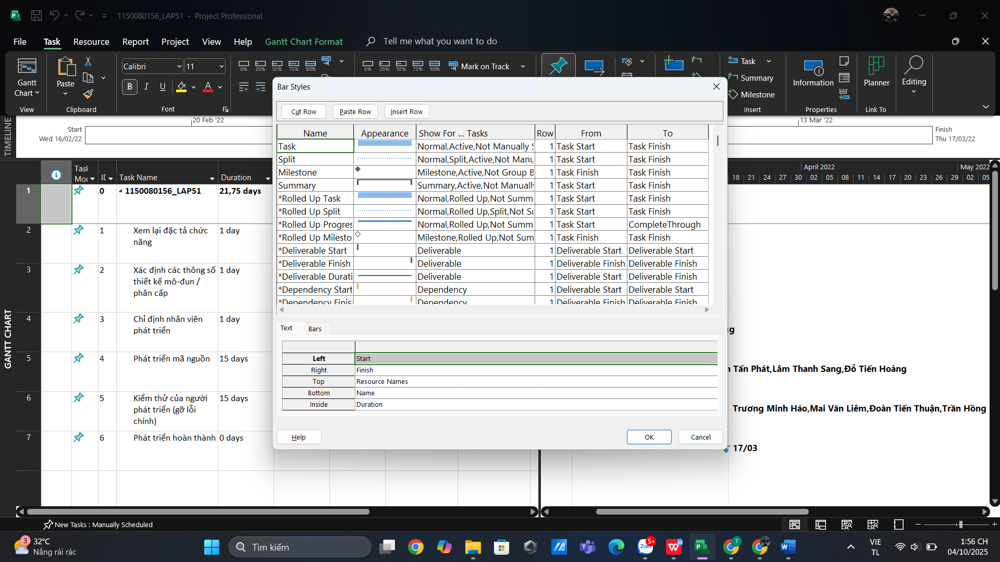 1150080156_LAP51 - Project Professional
File Task Resource Report Project View Help Gantt Chart Format Tell me what you want to do
Gantt Chart
View
Paste
Clipboard
Calibri 11
B I U A
Font
0% 25% 50% 75% 100%
0% 25% 50% 75% 100% Mark on Track
Task
Summary
Milestone
Insert
Information
Properties
Planner
Link To
Editing
TIMELINE
20 Feb '22
13 Mar '22
Start
Wed 16/02/22
Finish
Thu 17/03/22
Bar Styles
Cut Row Paste Row Insert Row
Name Appearance Show For ... Tasks Row From To
Task Normal,Active,Not Manually 1 Task Start Task Finish
Split Normal,Split,Active,Not Manu 1 Task Start Task Finish
Milestone Milestone,Active,Not Group B 1 Task Finish Task Finish
Summary Summary,Active,Not Manually 1 Task Start Task Finish
*Rolled Up Task Normal,Rolled Up,Not Summ 1 Task Start Task Finish
*Rolled Up Split Normal,Rolled Up,Split,Not Su 1 Task Start Task Finish
*Rolled Up Progres Normal,Rolled Up,Not Summ 1 Task Start CompleteThrough
*Rolled Up Milesto Milestone,Rolled Up,Not Sum 1 Task Finish Task Finish
*Deliverable Start Deliverable 1 Deliverable Start Deliverable Start
*Deliverable Finish Deliverable 1 Deliverable Finish Deliverable Finish
*Deliverable Durati Deliverable 1 Deliverable Start Deliverable Finish
*Dependency Start Dependency 1 Deliverable Start Deliverable Start
*Dependency Finis Dependency 1 Deliverable Finish Deliverable Finish
Text Bars
Left Start
Right Finish
Top Resource Names
Bottom Name
Inside Duration
Help OK Cancel
GANTT CHART
Task Mo ID Task Name Duration
1 0 1150080156_LAP51 21,75 days
2 1 Xem lại đặc tả chức năng 1 day
3 2 Xác định các thông số thiết kế mô-đun / phân cấp 1 day
4 3 Chỉ định nhân viên phát triển 1 day
5 4 Phát triển mã nguồn 15 days
6 5 Kiểm thử của người phát triển (gỡ lỗi chính) 15 days
7 6 Phát triển hoàn thành 0 days
April 2022 May 2022
18 21 24 27 30 02 05 08 11 14 17 20 23 26 29 02 05
Tấn Phát,Lâm Thanh Sang,Đỗ Tiến Hoàng
Trương Minh Hảo,Mai Văn Liêm,Đoàn Tiến Thuận,Trần Hồng
17/03
New Tasks : Manually Scheduled
3
32°C
Nắng rải rác
Tìm kiếm
Zalo 5+
VIE
TL
1:56 CH
04/10/2025